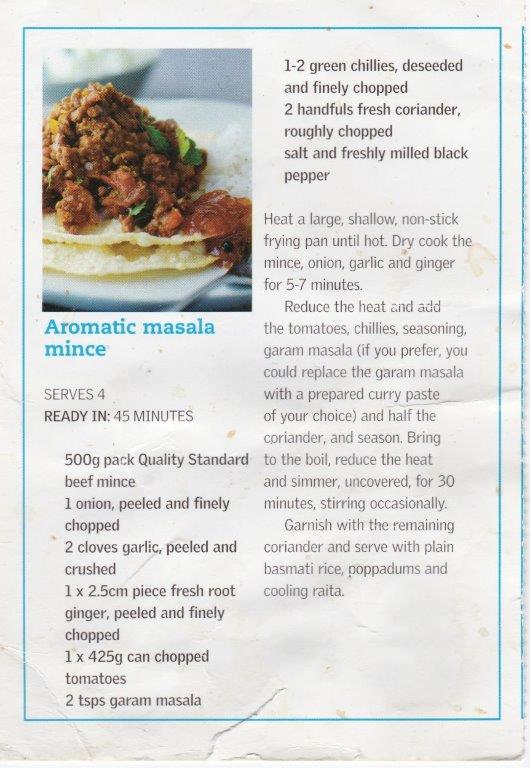 Aromatic masala
mince
SERVES 4
READY IN: 45 MINUTES
500g pack Quality Standard
beef mince
1 onion, peeled and finely
chopped
2 cloves garlic, peeled and
crushed
1 x 2.5cm piece fresh root
ginger, peeled and finely
chopped
1 x 425g can chopped
tomatoes
2 tsps garam masala
1-2 green chillies, deseeded
and finely chopped
2 handfuls fresh coriander,
roughly chopped
salt and freshly milled black
pepper
Heat a large, shallow, non-stick
frying pan until hot. Dry cook the
mince, onion, garlic and ginger
for 5-7 minutes.
Reduce the heat and add
the tomatoes, chillies, seasoning,
garam masala (if you prefer, you
could replace the garam masala
with a prepared curry paste
of your choice) and half the
coriander, and season. Bring
to the boil, reduce the heat
and simmer, uncovered, for 30
minutes, stirring occasionally.
Garnish with the remaining
coriander and serve with plain
basmati rice, poppadums and
cooling raita.